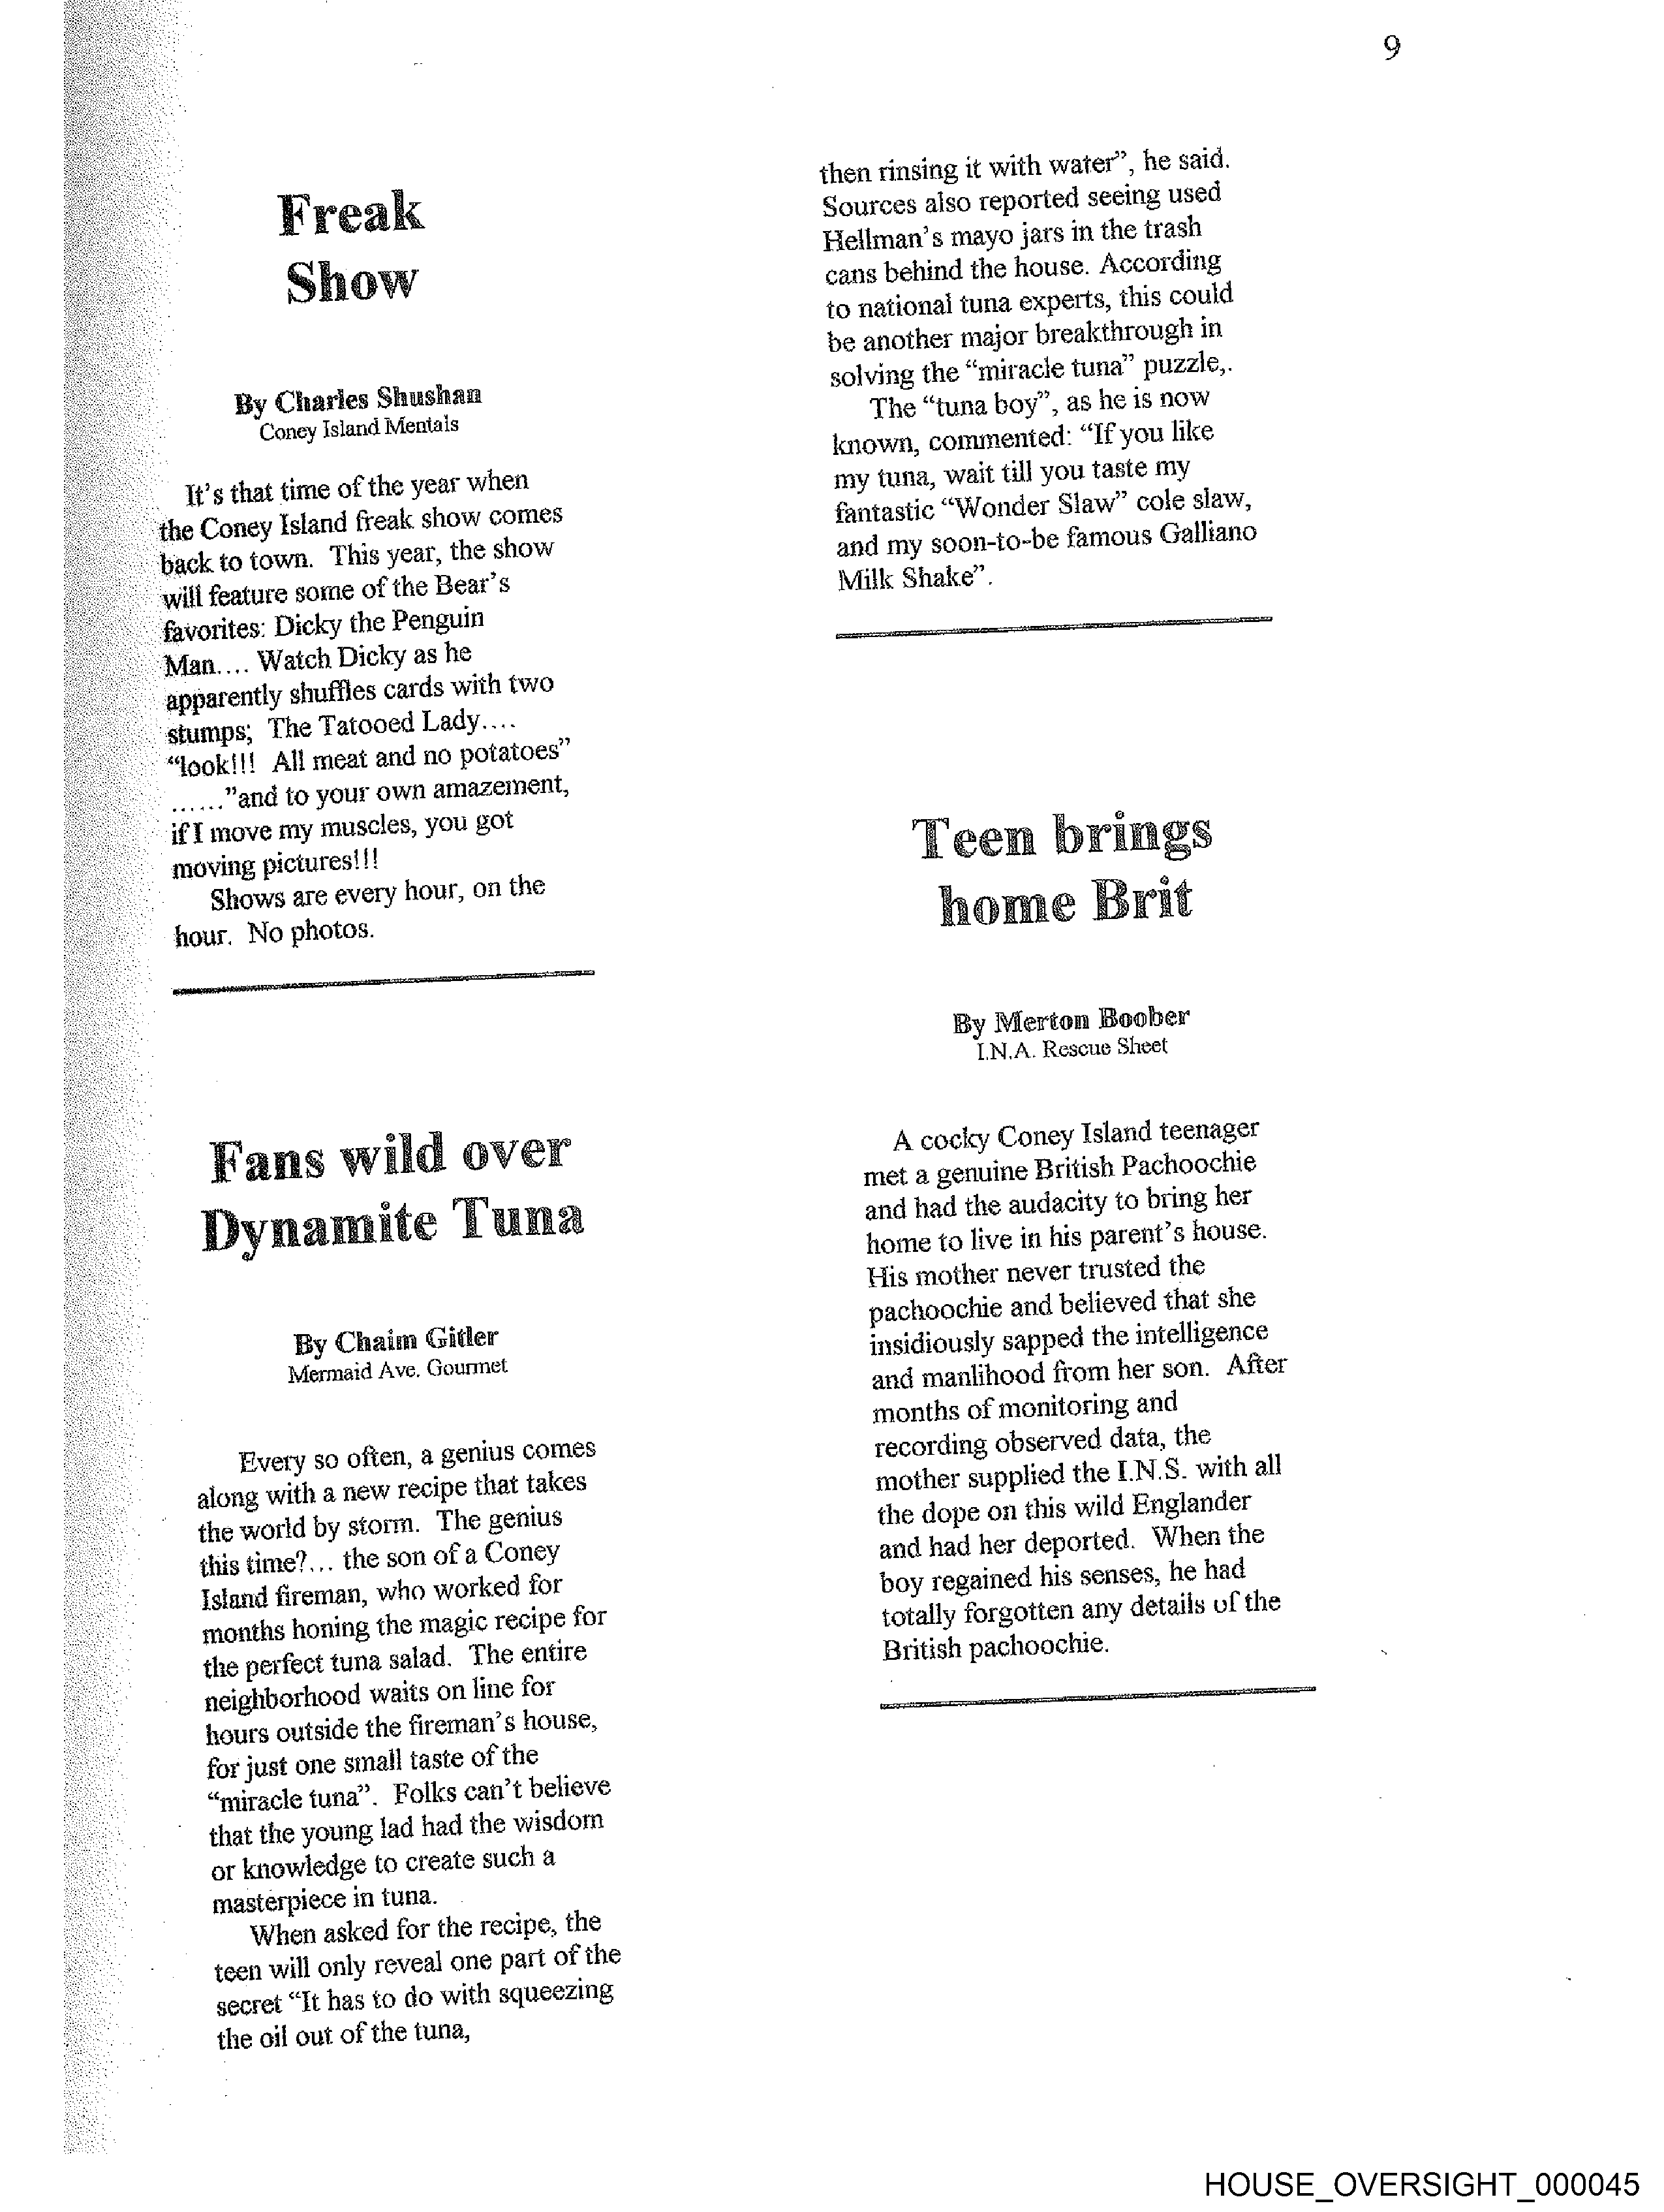 9
Freak
Show
By Charles Shushan
Coney Island Mentals
It's that time of the year when
the Coney Island freak show comes
back to town.  This year, the show
will feature some of the Bear's
favorites: Dicky the Penguin
Man.... Watch Dicky as he
apparently shuffles cards with two
stumps;  The Tatooed Lady....
“look!!!  All meat and no potatoes”
......”and to your own amazement,
if I move my muscles, you got
moving pictures!!!
Shows are every hour, on the
hour.  No photos.
Fans wild over
Dynamite Tuna
By Chaim Gitler
Mermaid Ave. Gourmet
Every so often, a genius comes
along with a new recipe that takes
the world by storm.  The genius
this time?... the son of a Coney
Island fireman, who worked for
months honing the magic recipe for
the perfect tuna salad.  The entire
neighborhood waits on line for
hours outside the fireman's house,
for just one small taste of the
“miracle tuna”.  Folks can't believe
that the young lad had the wisdom
or knowledge to create such a
masterpiece in tuna.
When asked for the recipe, the
teen will only reveal one part of the
secret “It has to do with squeezing
the oil out of the tuna,
then rinsing it with water”, he said.
Sources also reported seeing used
Hellman's mayo jars in the trash
cans behind the house. According
to national tuna experts, this could
be another major breakthrough in
solving the “miracle tuna” puzzle,.
The “tuna boy”, as he is now
known, commented: “If you like
my tuna, wait till you taste my
fantastic “Wonder Slaw” cole slaw,
and my soon-to-be famous Galliano
Milk Shake”.
Teen brings
home Brit
By Merton Boober
I.N.A. Rescue Sheet
A cocky Coney Island teenager
met a genuine British Pachoochie
and had the audacity to bring her
home to live in his parent's house.
His mother never trusted the
pachoochie and believed that she
insidiously sapped the intelligence
and manlihood from her son.  After
months of monitoring and
recording observed data, the
mother supplied the I.N.S. with all
the dope on this wild Englander
and had her deported.  When the
boy regained his senses, he had
totally forgotten any details of the
British pachoochie.
HOUSE_OVERSIGHT_000045